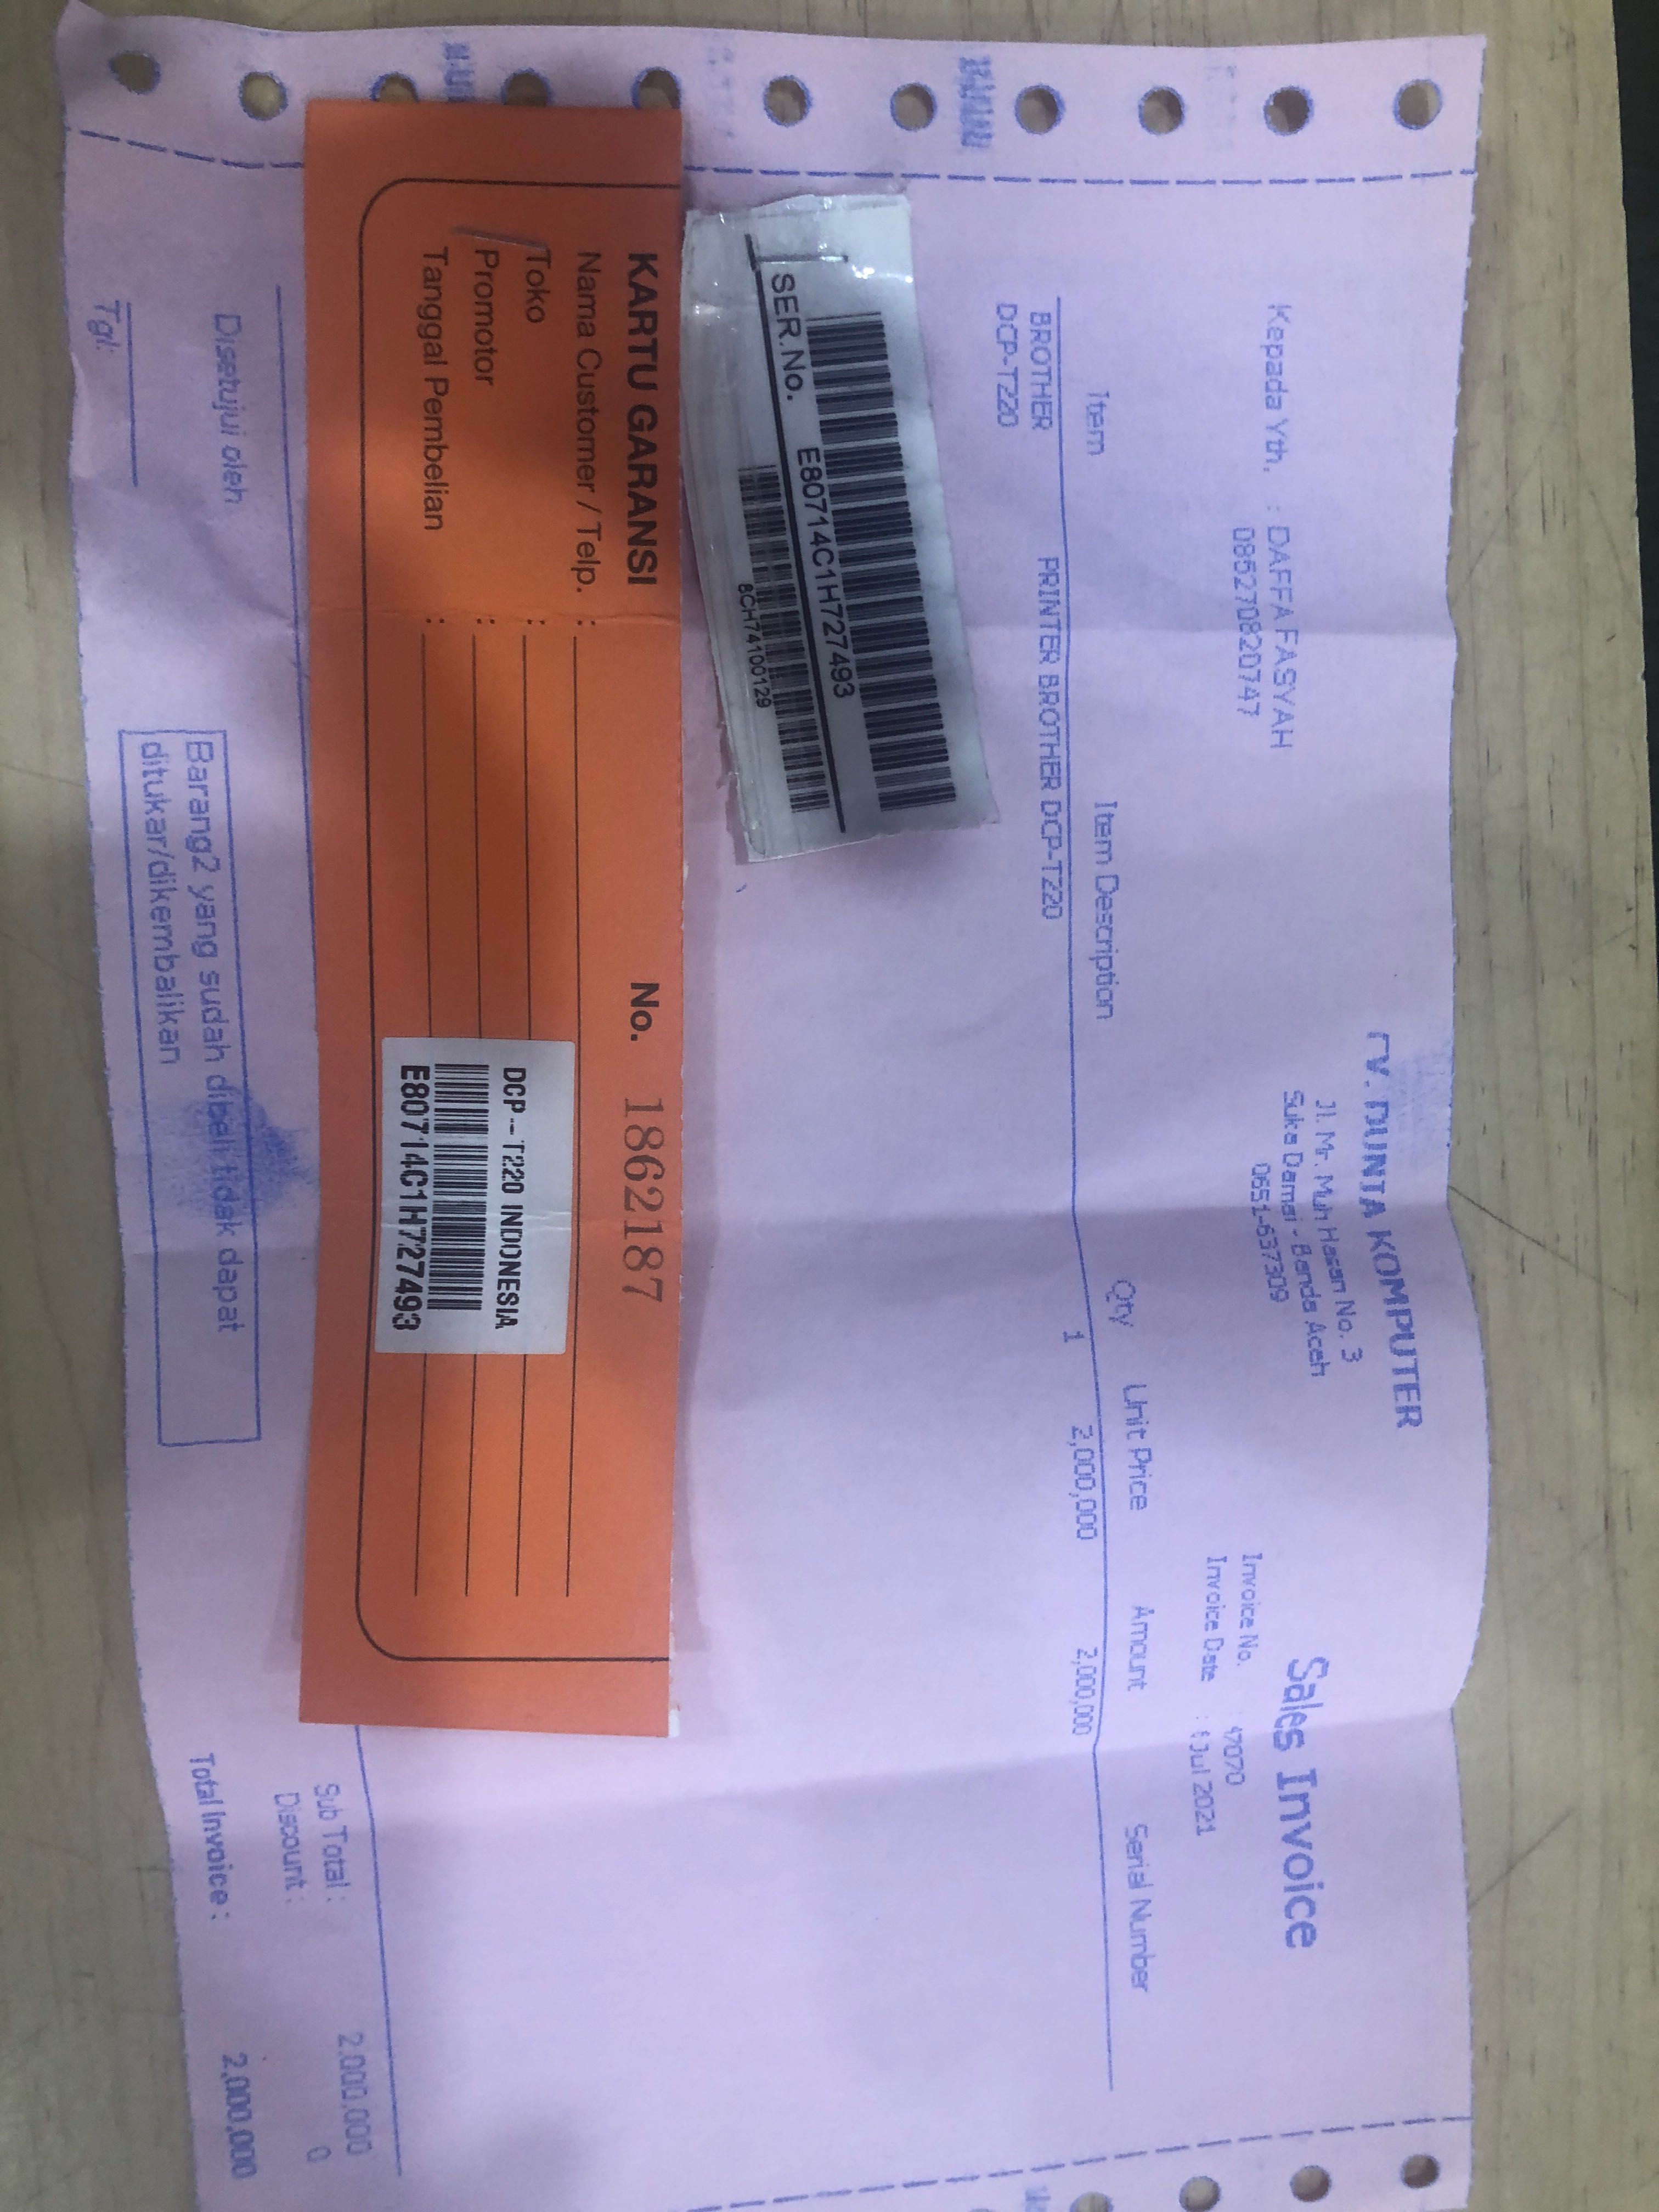 CV. DUNIA KOMPUTER
Jl. Mr. Muh Hasan No. 3
Suka Damai - Banda Aceh
0651-637309
Sales Invoice
Kepada Yth. : DAFFA FASYAH
085270820747
Invoice No. : 47070
Invoice Date : Jul 2021
Item Item Description Qty Unit Price Amount Serial Number
BROTHER PRINTER BROTHER DCP-T220 1 2,000,000 2,000,000
DCP-T220
SER.No. E80714C1H727493
8CH74100129
KARTU GARANSI No. 1862187
Nama Customer / Telp. :
Toko :
Promotor :
Tanggal Pembelian :
DCP-T220 INDONESIA
E80714C1H727493
Disetujui oleh
Tgl:
Barang2 yang sudah dibeli tidak dapat
ditukar/dikembalikan
Sub Total : 2,000,000
Discount : 0
Total Invoice : 2,000,000